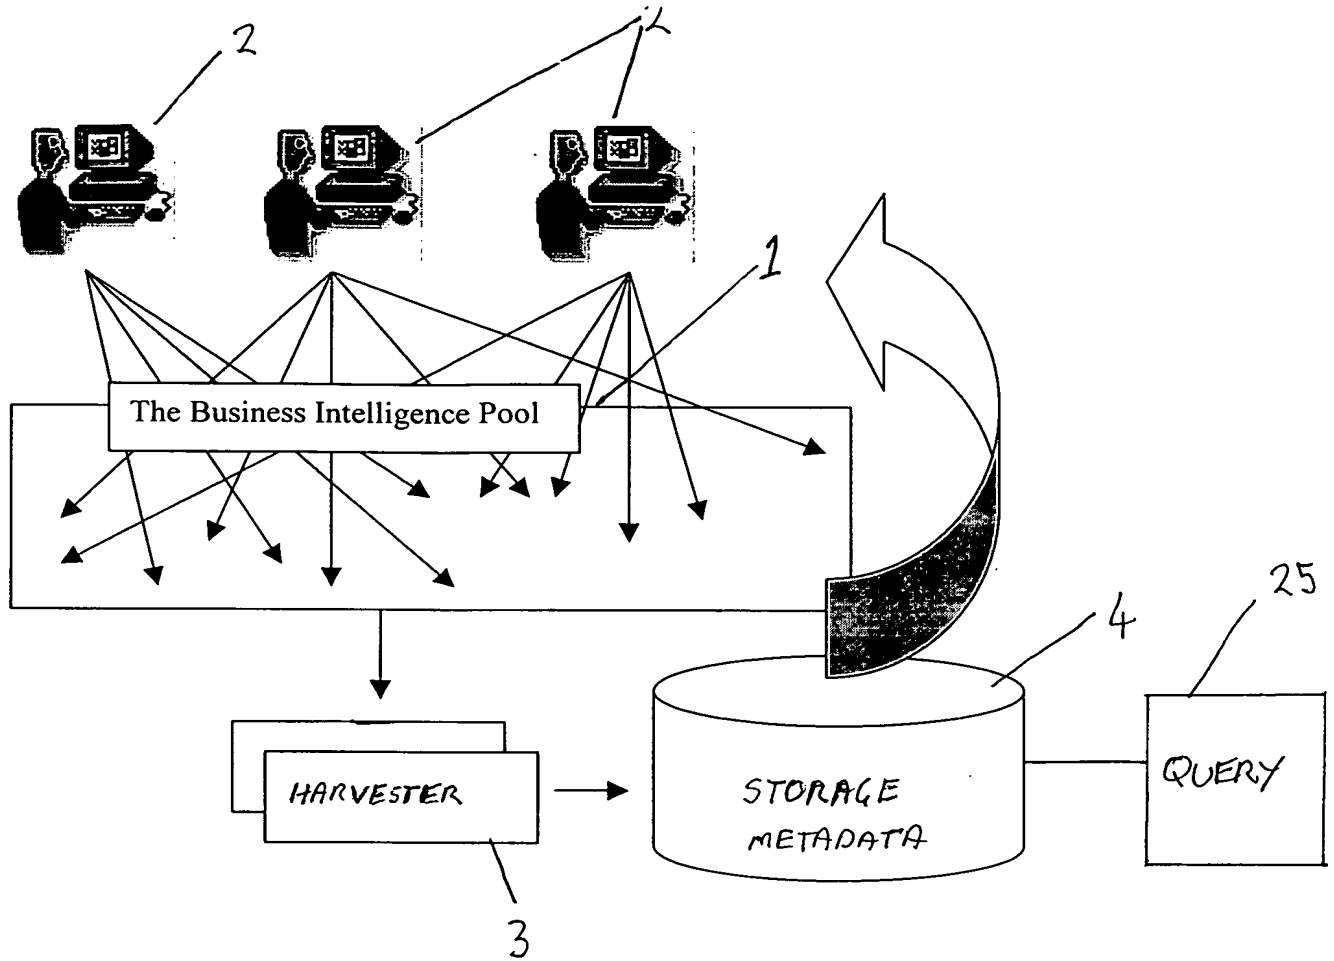 2
2
1
The Business Intelligence Pool
25
4
HARVESTER
STORAGE
METADATA
QUERY
3